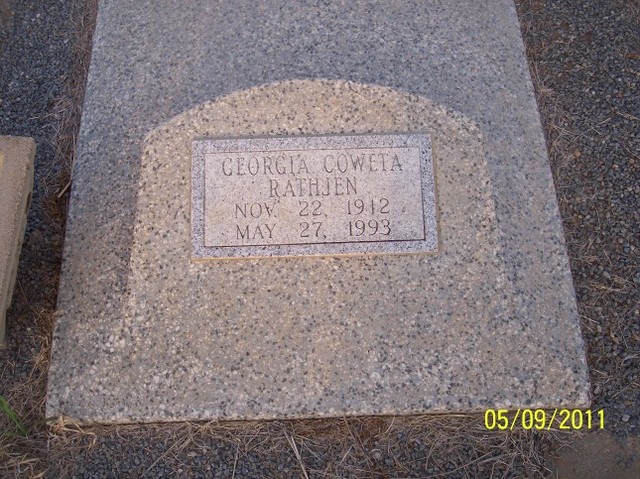 GEORGIA COWETA
RATHJEN
NOV. 22, 1912
MAY 27, 1993
05/09/2011